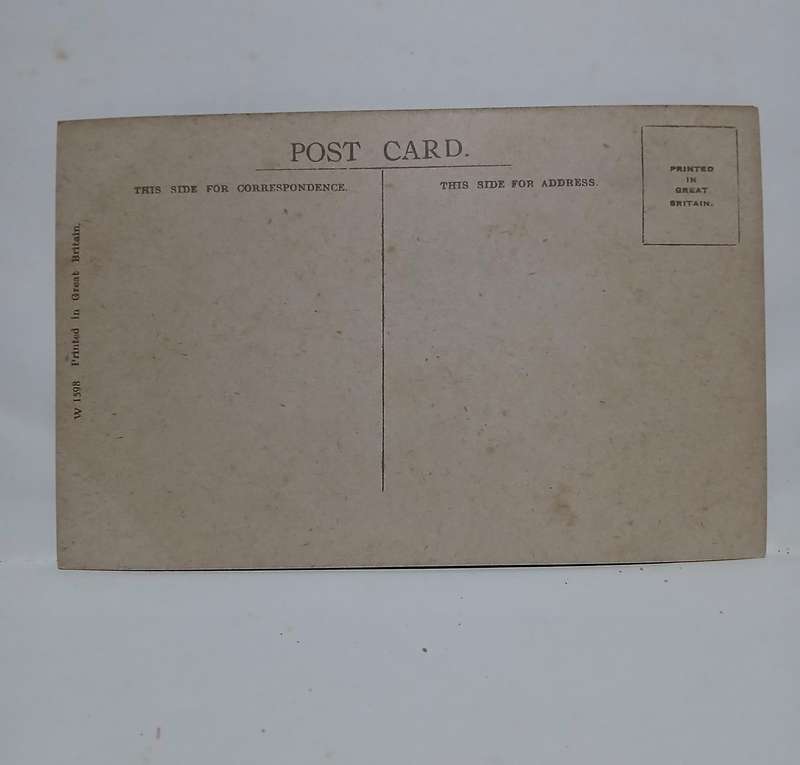 POST CARD.
THIS SIDE FOR CORRESPONDENCE.
THIS SIDE FOR ADDRESS.
PRINTED
IN
GREAT
BRITAIN.
W 1598 Printed in Great Britain.